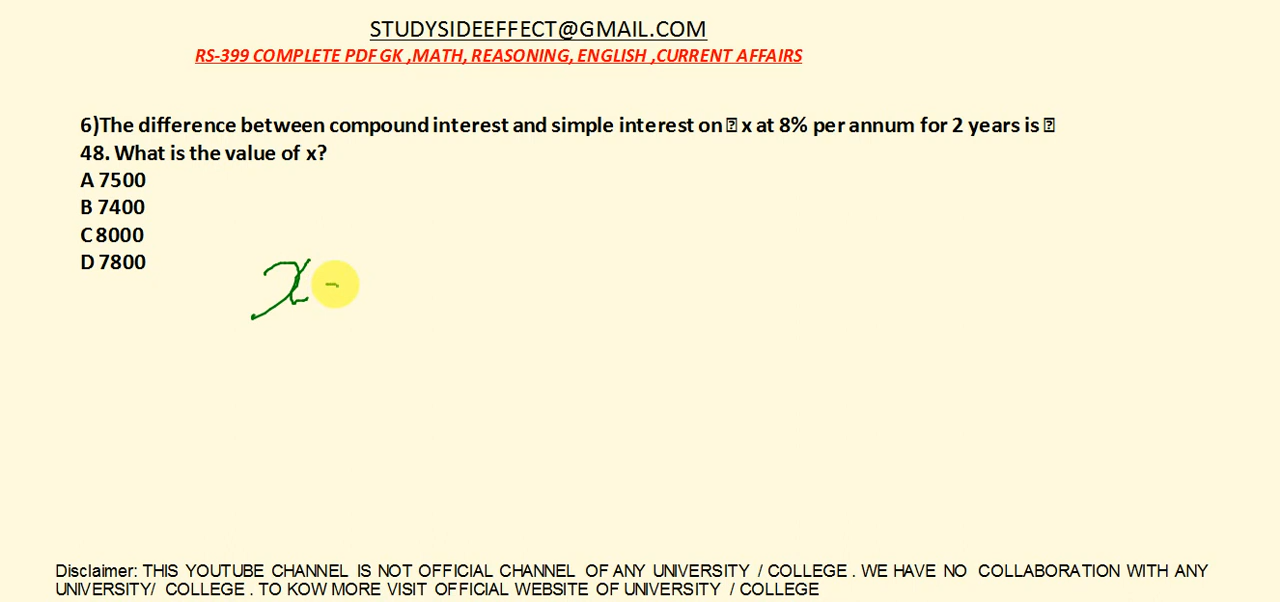 STUDYSIDEEFFECT@GMAIL.COM
RS-399 COMPLETE PDF GK ,MATH, REASONING, ENGLISH ,CURRENT AFFAIRS
6)The difference between compound interest and simple interest on x at 8% per annum for 2 years is
48. What is the value of x?
A 7500
B 7400
C 8000
D 7800
x -
Disclaimer: THIS YOUTUBE CHANNEL IS NOT OFFICIAL CHANNEL OF ANY UNIVERSITY / COLLEGE . WE HAVE NO COLLABORATION WITH ANY
UNIVERSITY/ COLLEGE . TO KOW MORE VISIT OFFICIAL WEBSITE OF UNIVERSITY / COLLEGE